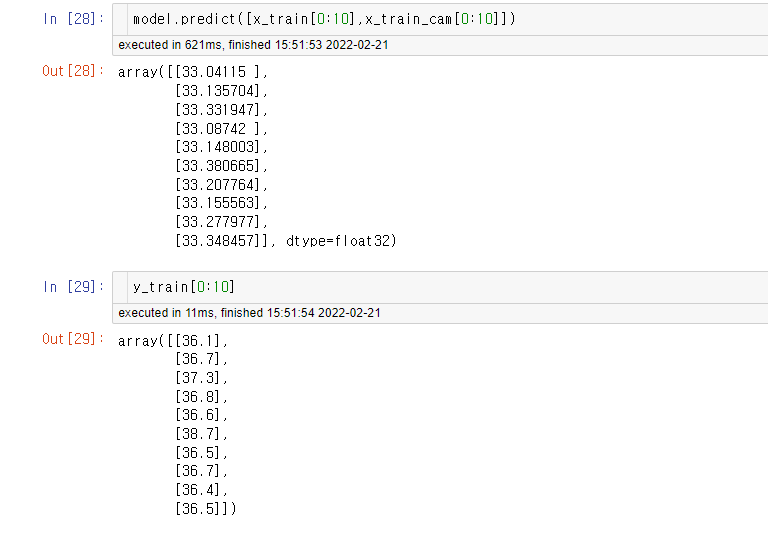 In [28]: model.predict([x_train[0:10],x_train_cam[0:10]])
executed in 621ms, finished 15:51:53 2022-02-21
Out[28]: array([[33.04115 ],
[33.135704],
[33.331947],
[33.08742 ],
[33.148003],
[33.380665],
[33.207764],
[33.155563],
[33.277977],
[33.348457]], dtype=float32)
In [29]: y_train[0:10]
executed in 11ms, finished 15:51:54 2022-02-21
Out[29]: array([[36.1],
[36.7],
[37.3],
[36.8],
[36.6],
[38.7],
[36.5],
[36.7],
[36.4],
[36.5]])